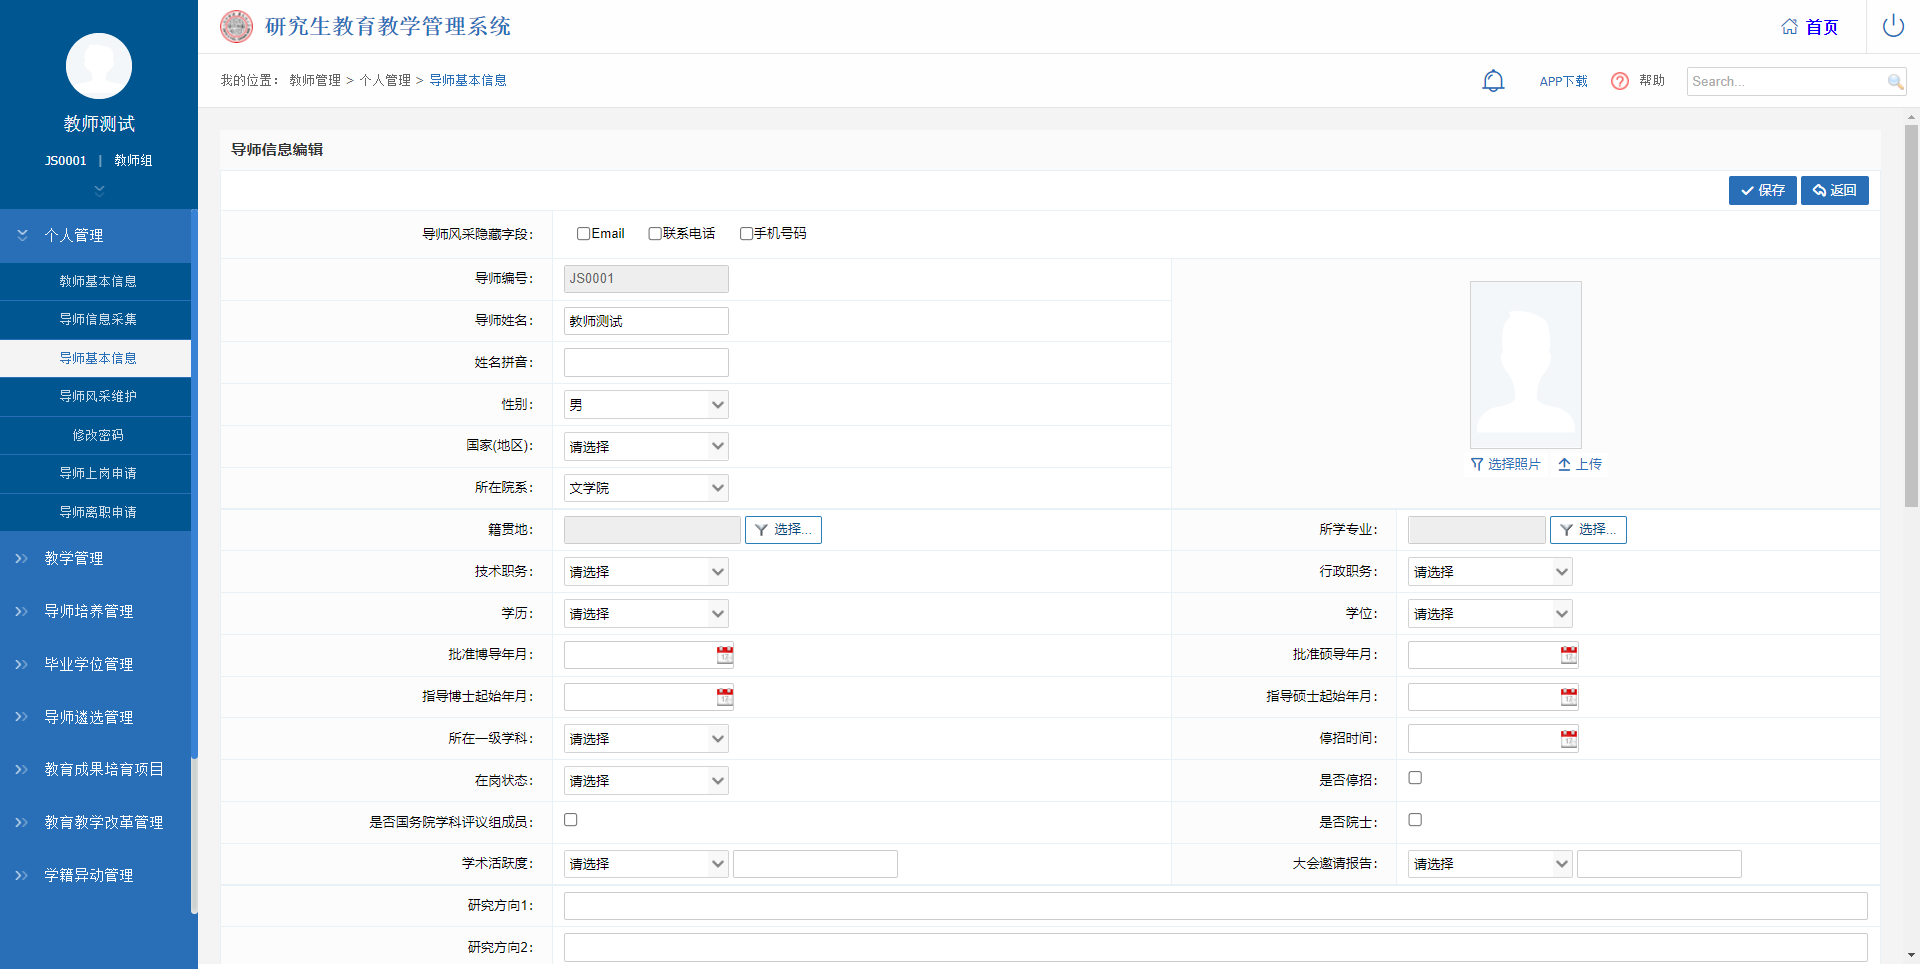 研究生教育教学管理系统
首页
教师测试
JS0001 | 教师组
我的位置: 教师管理 > 个人管理 > 导师基本信息
APP下载
帮助
Search...
个人管理
教师基本信息
导师信息采集
导师基本信息
导师风采维护
修改密码
导师上岗申请
导师离职申请
教学管理
导师培养管理
毕业学位管理
导师遴选管理
教育成果培育项目
教育教学改革管理
学籍异动管理
导师信息编辑
保存 返回
导师风采隐藏字段: Email 联系电话 手机号码
导师编号: JS0001
导师姓名: 教师测试
姓名拼音:
性别: 男
国家(地区): 请选择
所在院系: 文学院
选择照片 上传
籍贯地: 选择... 所学专业: 选择...
技术职务: 请选择 行政职务: 请选择
学历: 请选择 学位: 请选择
批准博导年月: 批准硕导年月:
指导博士起始年月: 指导硕士起始年月:
所在一级学科: 请选择 停招时间:
在岗状态: 请选择 是否停招:
是否国务院学科评议组成员: 是否院士:
学术活跃度: 请选择 大会邀请报告: 请选择
研究方向1:
研究方向2: